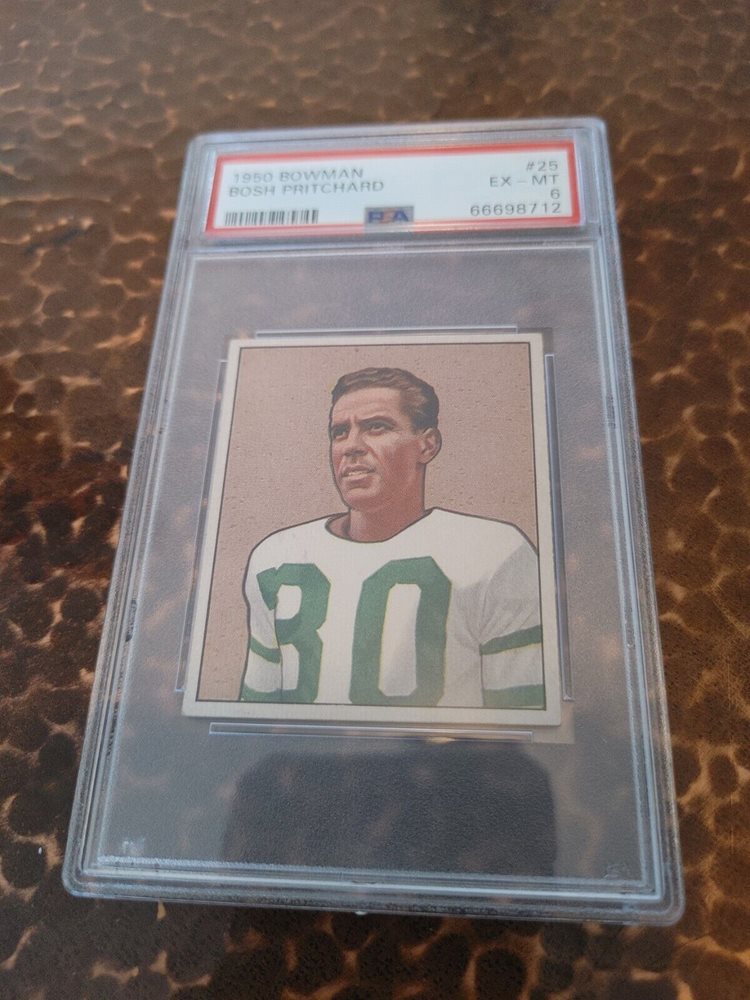 1950 BOWMAN #25
BOSH PRITCHARD EX - MT
6
PSA 66698712
30